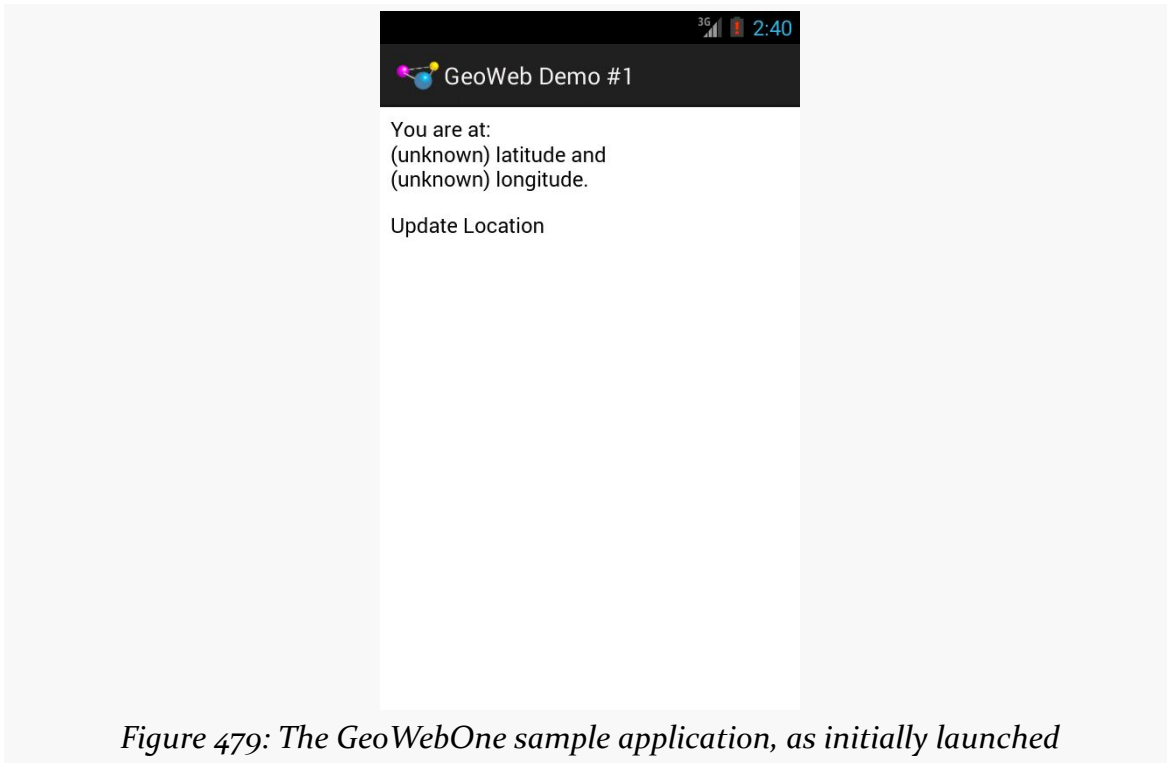 3G 2:40
GeoWeb Demo #1
You are at:
(unknown) latitude and
(unknown) longitude.
Update Location
Figure 479: The GeoWebOne sample application, as initially launched